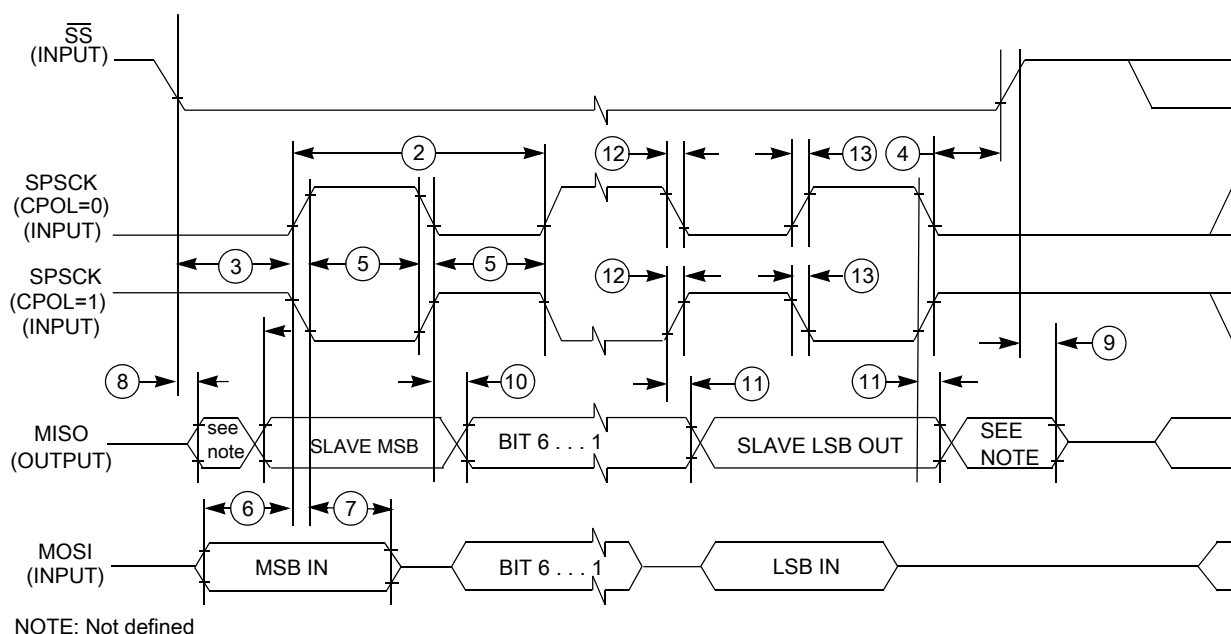 SS
(INPUT)
2
12
13
4
SPSCK
(CPOL=0)
(INPUT)
3
5
5
SPSCK
(CPOL=1)
(INPUT)
12
13
9
8
10
11
11
MISO
(OUTPUT)
see
note
SLAVE MSB
BIT 6 . . . 1
SLAVE LSB OUT
SEE
NOTE
6
7
MOSI
(INPUT)
MSB IN
BIT 6 . . . 1
LSB IN
NOTE: Not defined